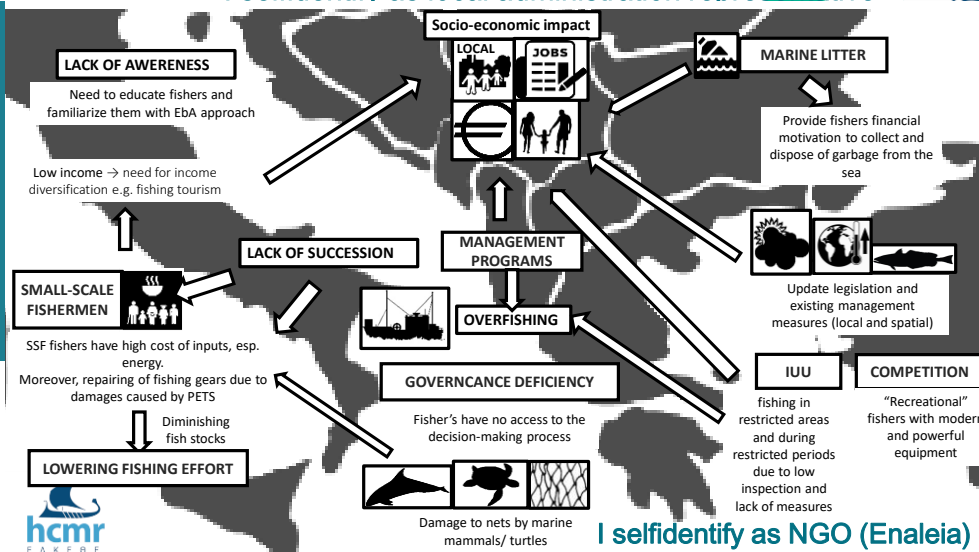 Socio-economic impact
LOCAL
JOBS
LACK OF AWERENESS
Need to educate fishers and
familiarize them with EbA approach
MARINE LITTER
Provide fishers financial
motivation to collect and
dispose of garbage from the
sea
Low income → need for income
diversification e.g. fishing tourism
LACK OF SUCCESSION
MANAGEMENT
PROGRAMS
SMALL-SCALE
FISHERMEN
OVERFISHING
Update legislation and
existing management
measures (local and spatial)
SSF fishers have high cost of inputs, esp.
energy.
Moreover, repairing of fishing gears due to
damages caused by PETS
GOVERNCANCE DEFICIENCY
Fisher's have no access to the
decision-making process
IUU
fishing in
restricted areas
and during
restricted periods
due to low
inspection and
lack of measures
COMPETITION
"Recreational"
fishers with modern
and powerful
equipment
Diminishing
fish stocks
LOWERING FISHING EFFORT
Damage to nets by marine
mammals/ turtles
hcmr
I selfidentify as NGO (Enaleia)